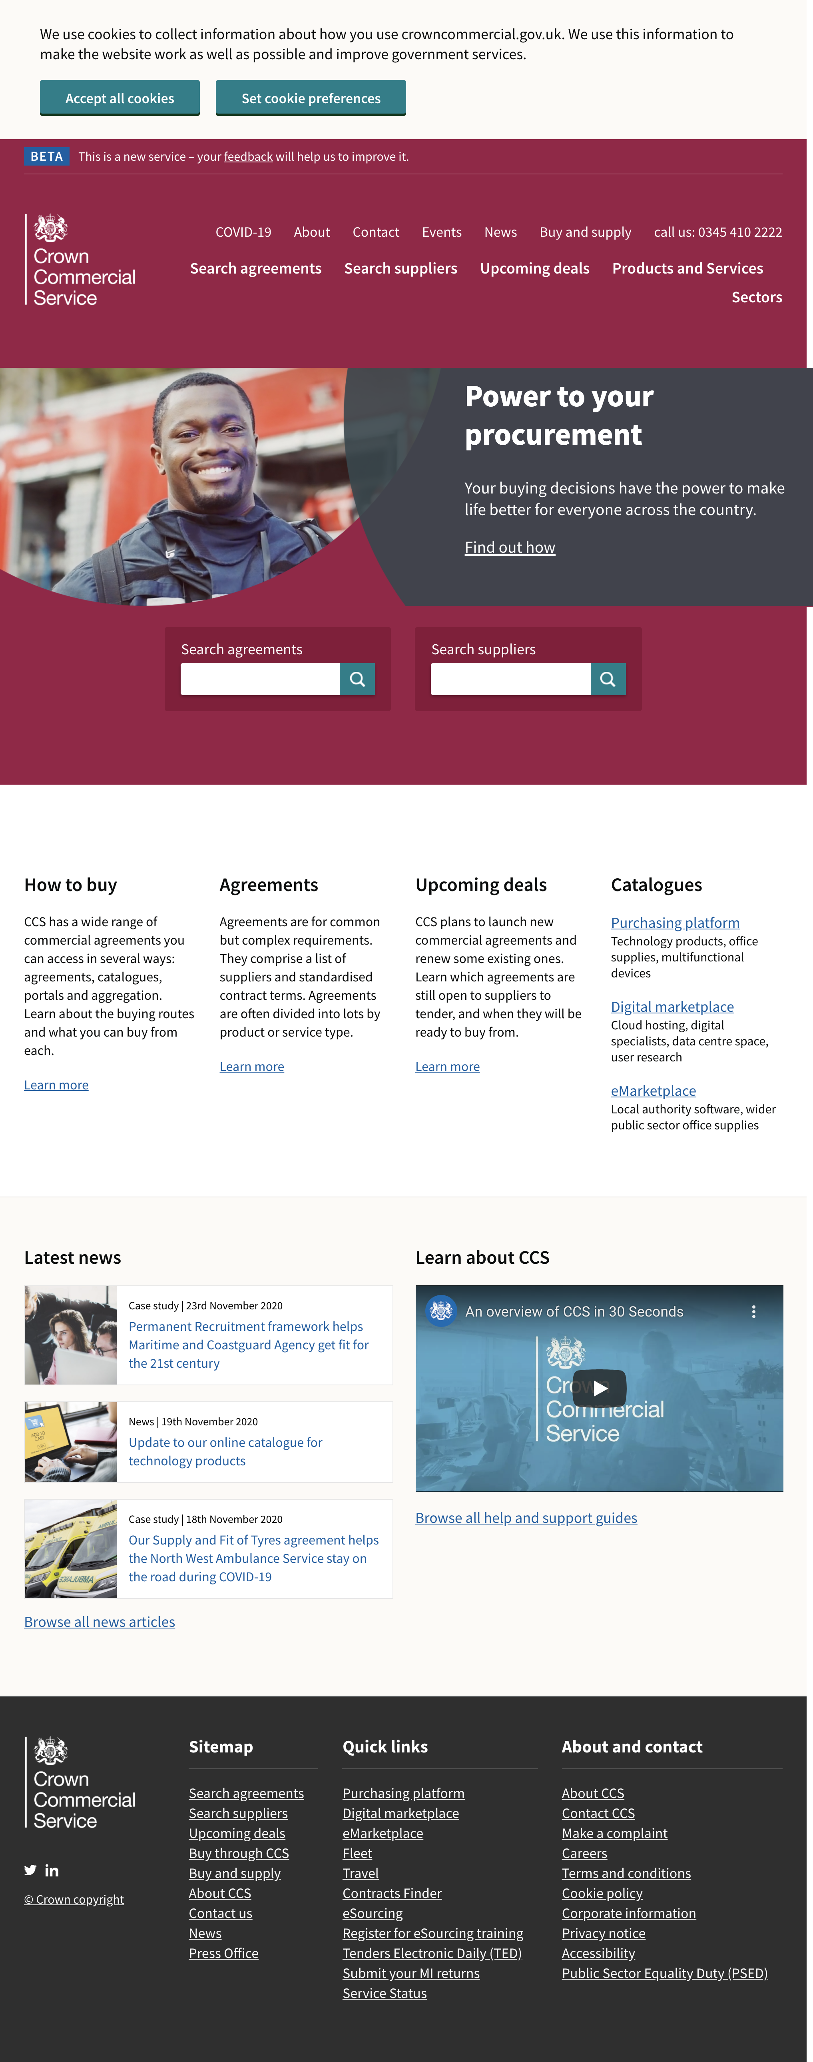 We use cookies to collect information about how you use crowncommercial.gov.uk. We use this information to
make the website work as well as possible and improve government services.
Accept all cookies
Set cookie preferences
BETA This is a new service – your feedback will help us to improve it.
Crown
Commercial
Service
COVID-19 About Contact Events News Buy and supply call us: 0345 410 2222
Search agreements Search suppliers Upcoming deals Products and Services
Sectors
Power to your
procurement
Your buying decisions have the power to make
life better for everyone across the country.
Find out how
Search agreements
Search suppliers
How to buy
CCS has a wide range of
commercial agreements you
can access in several ways:
agreements, catalogues,
portals and aggregation.
Learn about the buying routes
and what you can buy from
each.
Learn more
Agreements
Agreements are for common
but complex requirements.
They comprise a list of
suppliers and standardised
contract terms. Agreements
are often divided into lots by
product or service type.
Learn more
Upcoming deals
CCS plans to launch new
commercial agreements and
renew some existing ones.
Learn which agreements are
still open to suppliers to
tender, and when they will be
ready to buy from.
Learn more
Catalogues
Purchasing platform
Technology products, office
supplies, multifunctional
devices
Digital marketplace
Cloud hosting, digital
specialists, data centre space,
user research
eMarketplace
Local authority software, wider
public sector office supplies
Latest news
Case study | 23rd November 2020
Permanent Recruitment framework helps
Maritime and Coastguard Agency get fit for
the 21st century
News | 19th November 2020
Update to our online catalogue for
technology products
AMBULANCE
Case study | 18th November 2020
Our Supply and Fit of Tyres agreement helps
the North West Ambulance Service stay on
the road during COVID-19
Browse all news articles
Learn about CCS
An overview of CCS in 30 Seconds
Crown
Commercial
Service
Browse all help and support guides
Crown
Commercial
Service
© Crown copyright
Sitemap
Search agreements
Search suppliers
Upcoming deals
Buy through CCS
Buy and supply
About CCS
Contact us
News
Press Office
Quick links
Purchasing platform
Digital marketplace
eMarketplace
Fleet
Travel
Contracts Finder
eSourcing
Register for eSourcing training
Tenders Electronic Daily (TED)
Submit your MI returns
Service Status
About and contact
About CCS
Contact CCS
Make a complaint
Careers
Terms and conditions
Cookie policy
Corporate information
Privacy notice
Accessibility
Public Sector Equality Duty (PSED)